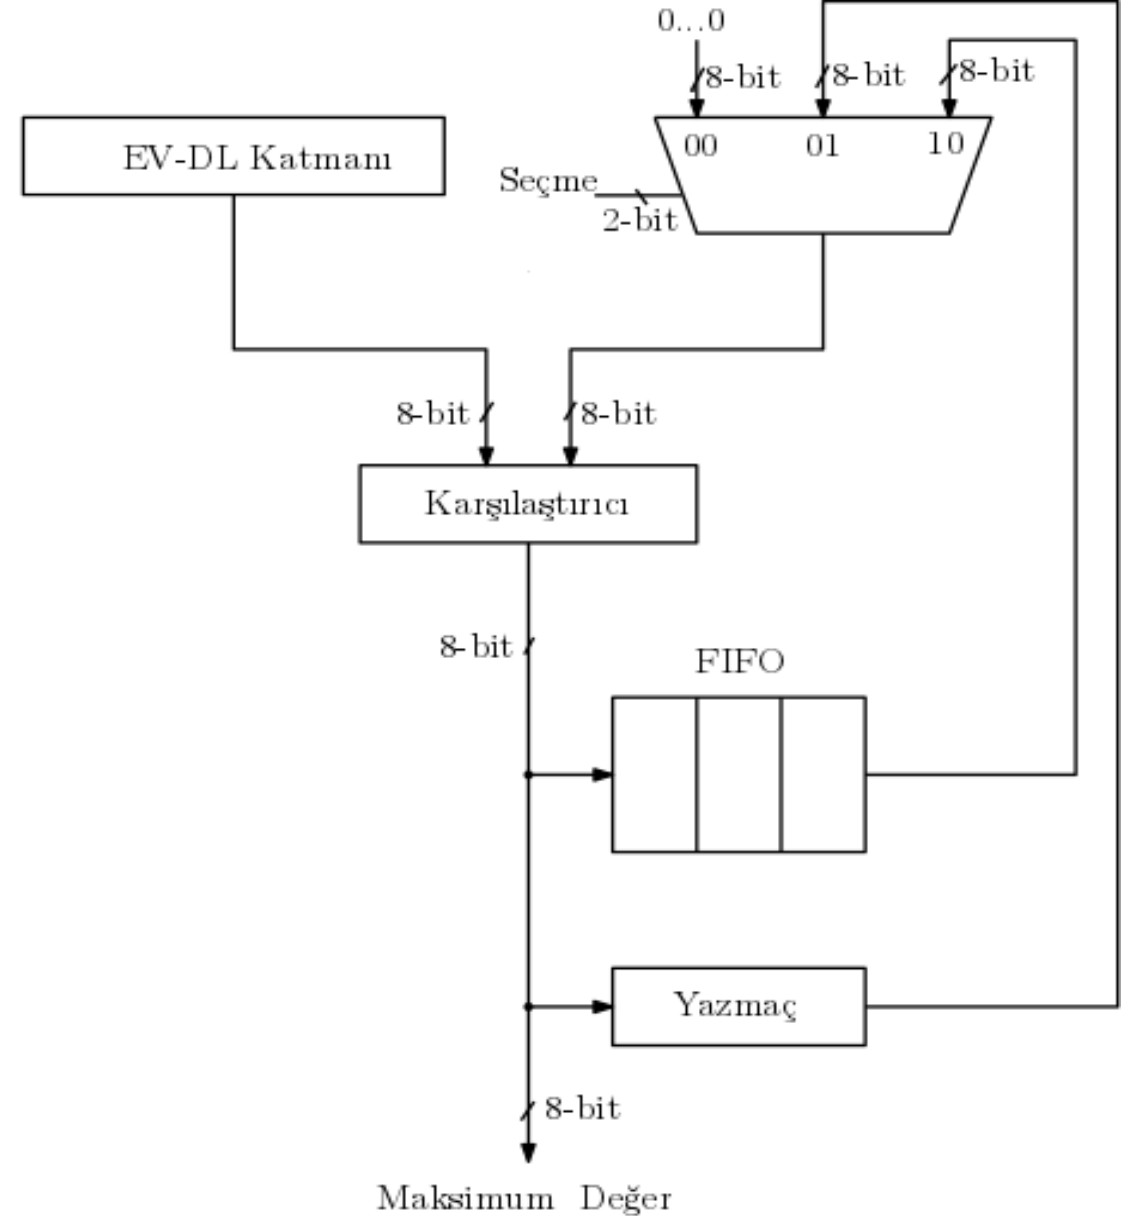 0...0
8-bit
8-bit
8-bit
EV-DL Katmanı
00
01
10
Seçme
2-bit
8-bit
8-bit
Karşılaştırıcı
8-bit
FIFO
Yazmaç
8-bit
Maksimum Değer